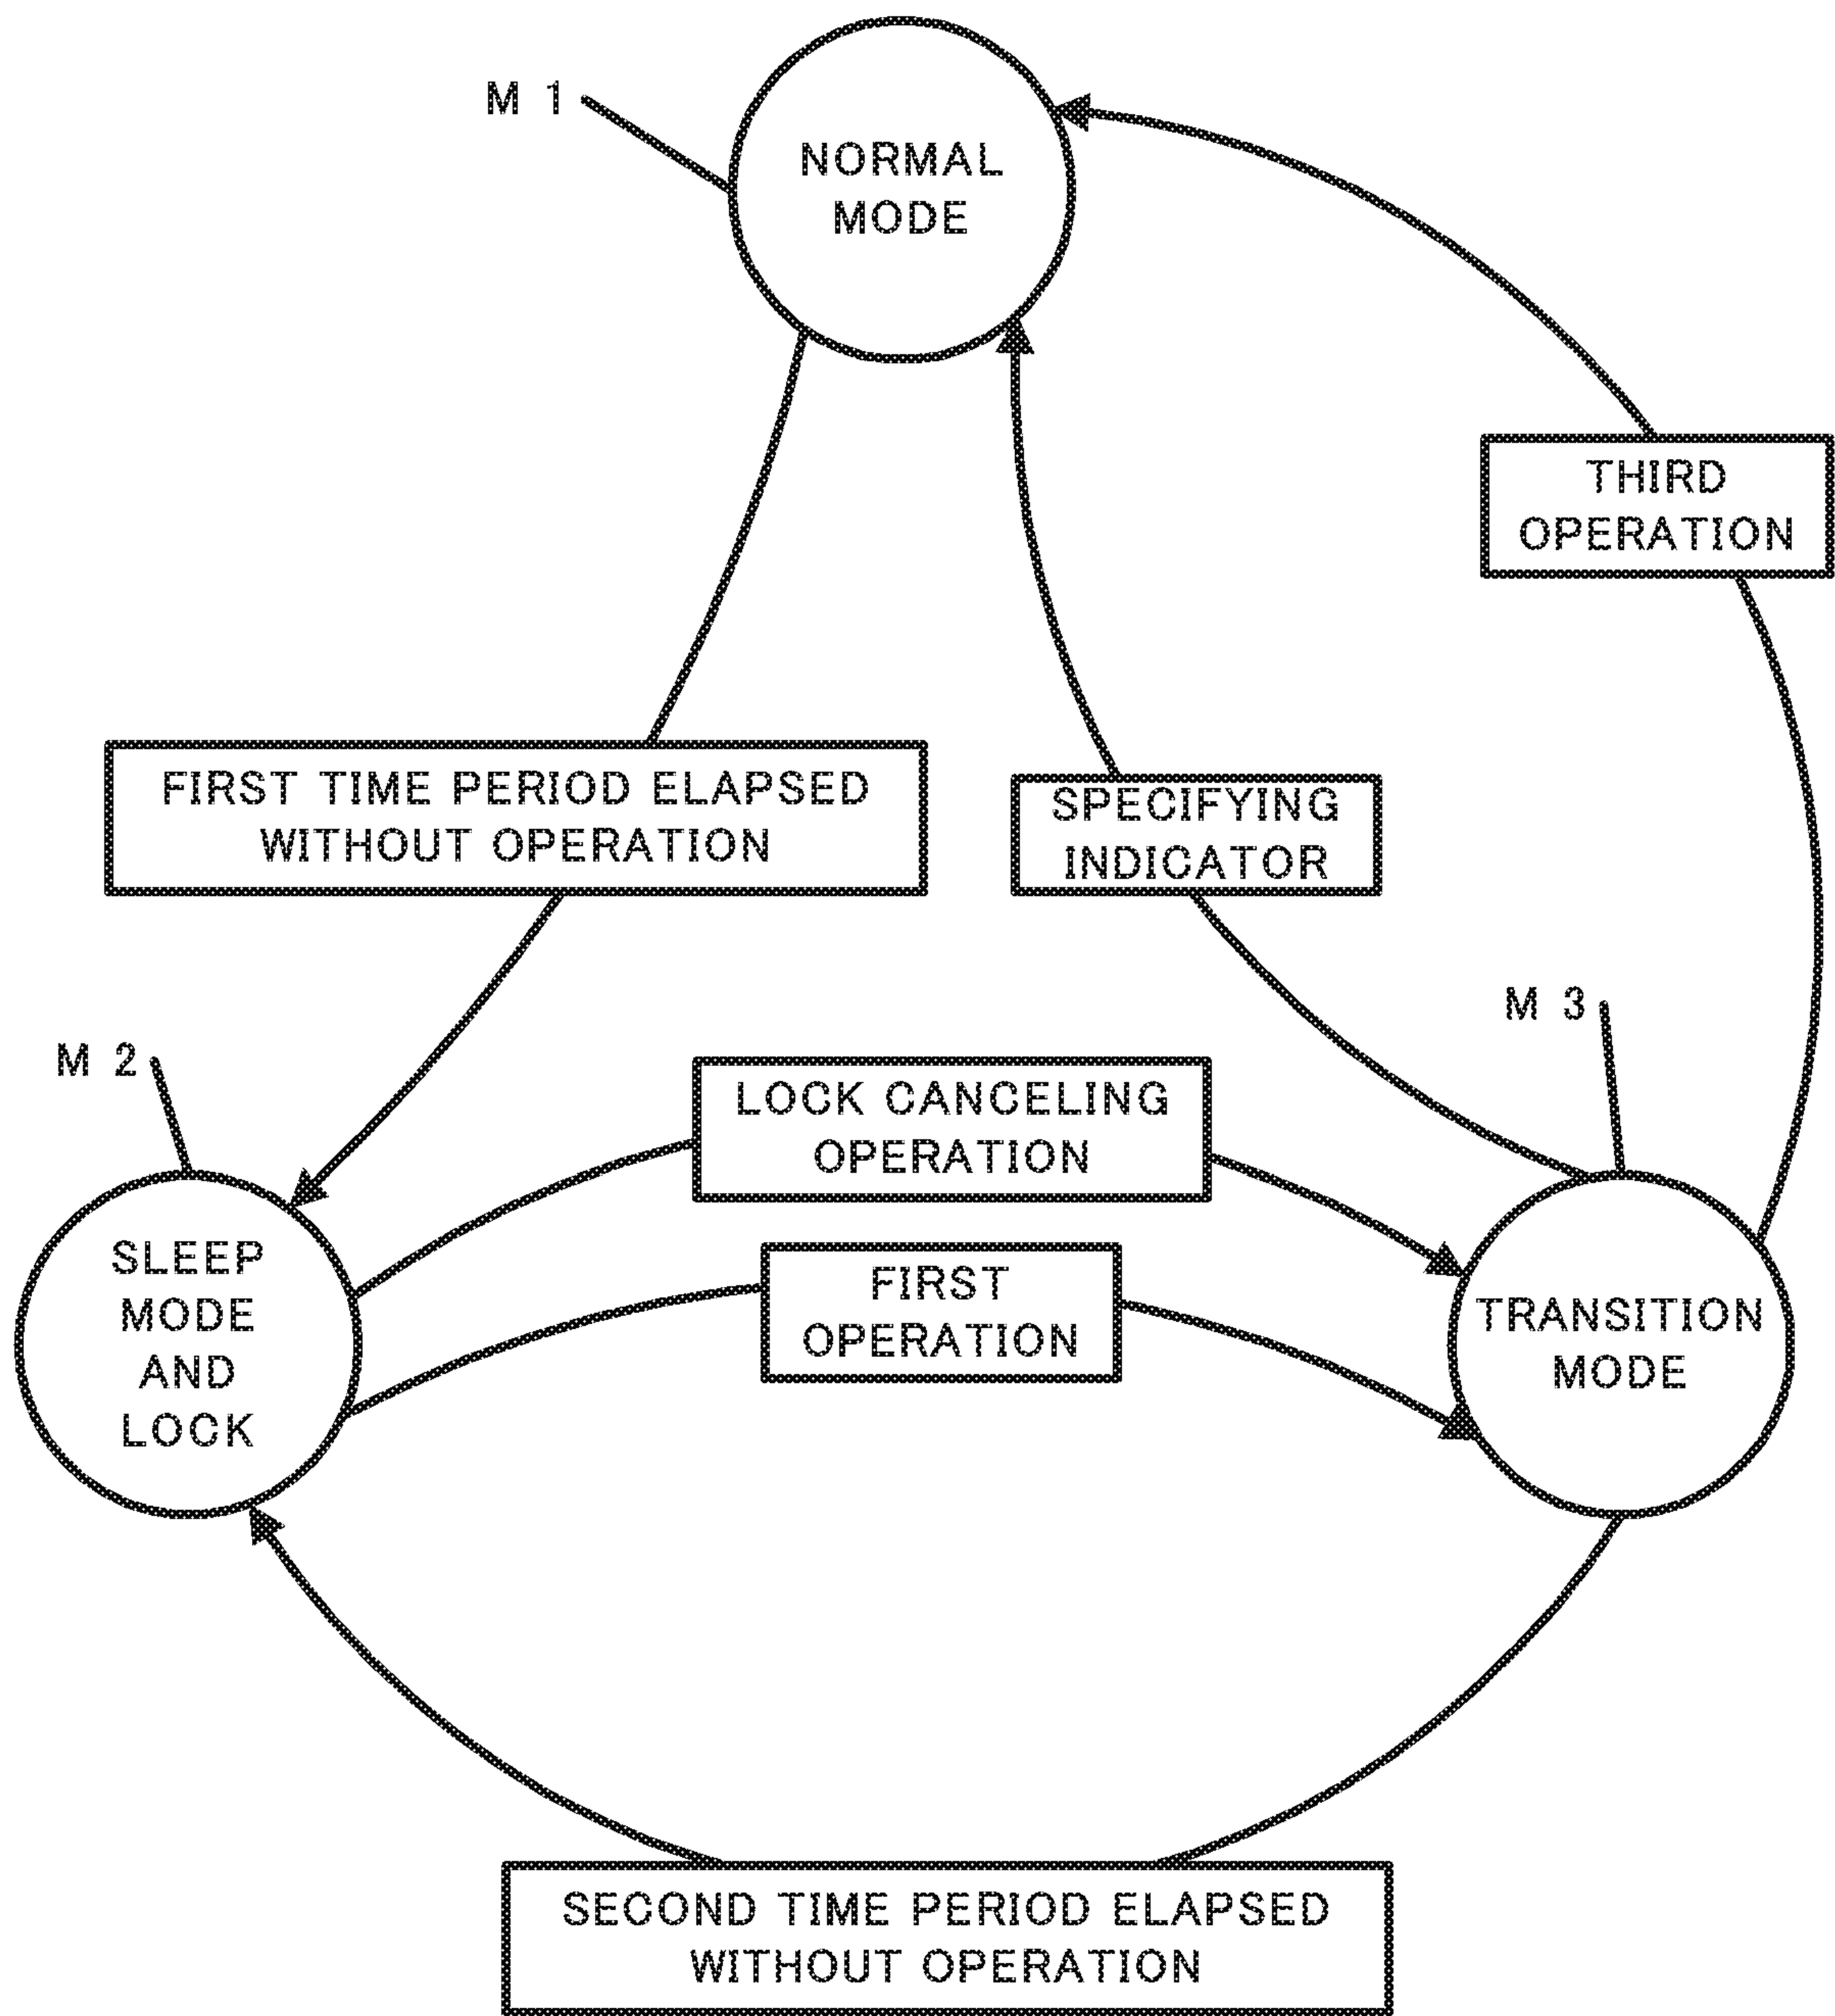 M 1
NORMAL
MODE
THIRD
OPERATION
FIRST TIME PERIOD ELAPSED
WITHOUT OPERATION
SPECIFYING
INDICATOR
M 3
M 2
LOCK CANCELING
OPERATION
SLEEP
MODE
AND
LOCK
FIRST
OPERATION
TRANSITION
MODE
SECOND TIME PERIOD ELAPSED
WITHOUT OPERATION